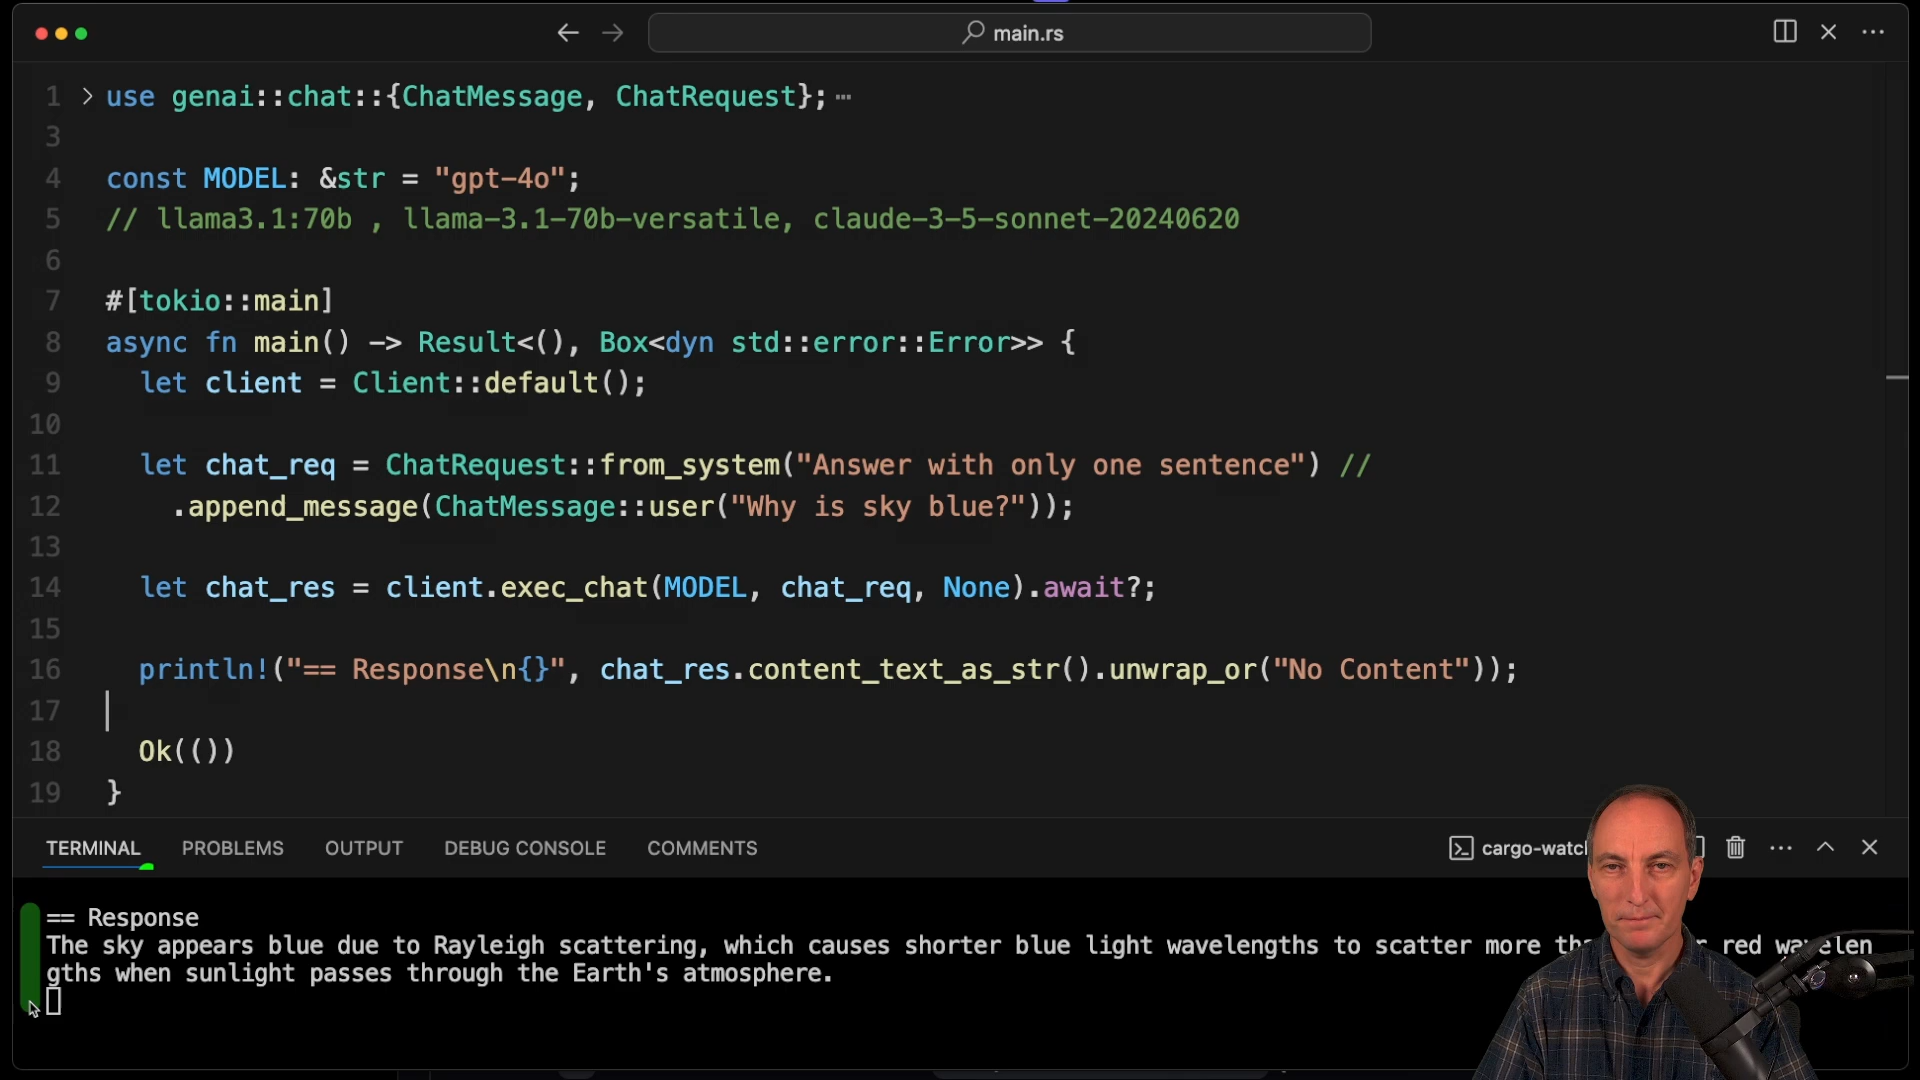 main.rs
1 > use genai::chat::{ChatMessage, ChatRequest};
3
4 const MODEL: &str = "gpt-4o";
5 // llama3.1:70b , llama-3.1-70b-versatile, claude-3-5-sonnet-20240620
6
7 #[tokio::main]
8 async fn main() -> Result<(), Box<dyn std::error::Error>> {
9 let client = Client::default();
10
11 let chat_req = ChatRequest::from_system("Answer with only one sentence") //
12 .append_message(ChatMessage::user("Why is sky blue?"));
13
14 let chat_res = client.exec_chat(MODEL, chat_req, None).await?;
15
16 println!("== Response\n{}", chat_res.content_text_as_str().unwrap_or("No Content"));
17
18 Ok(())
19 }
TERMINAL PROBLEMS OUTPUT DEBUG CONSOLE COMMENTS cargo-watch
== Response
The sky appears blue due to Rayleigh scattering, which causes shorter blue light wavelengths to scatter more red wavelen
gths when sunlight passes through the Earth's atmosphere.